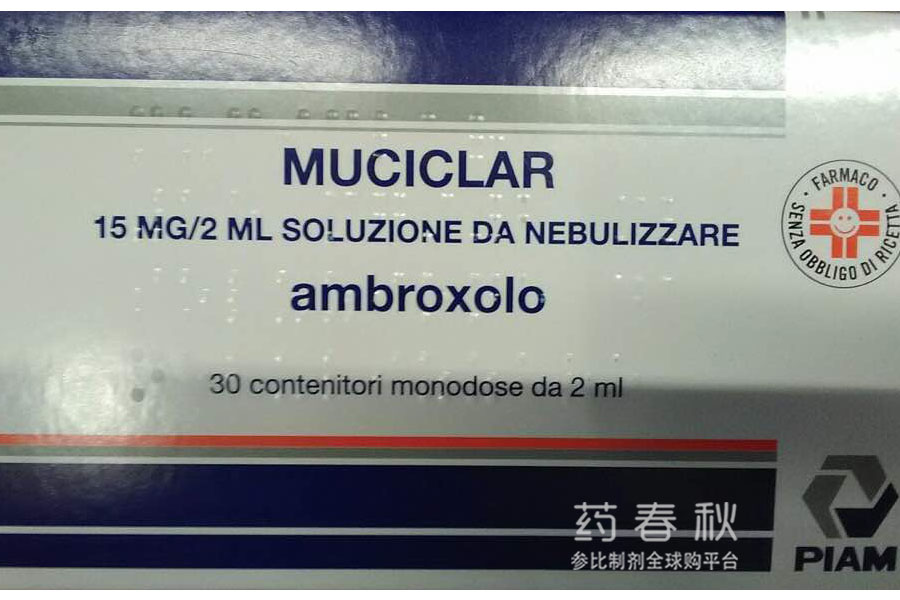 MUCICLAR
15 MG/2 ML SOLUZIONE DA NEBULIZZARE
ambroxolo
30 contenitori monodose da 2 ml
FARMACO
SENZA OBBLIGO DI RICETTA
PIAM
药春秋
参比制剂全球购平台